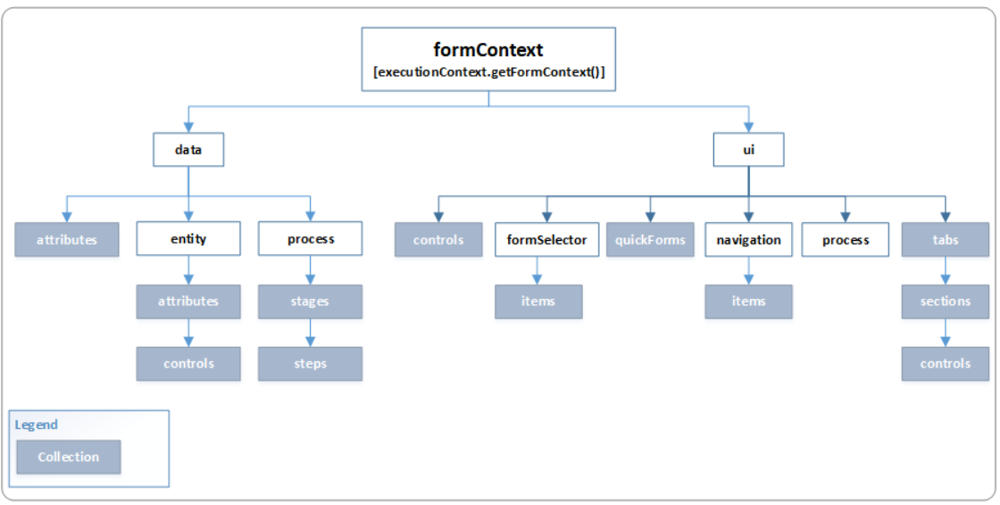 formContext
[executionContext.getFormContext()]
data
ui
attributes
entity
process
controls
formSelector
quickForms
navigation
process
tabs
attributes
stages
items
items
sections
controls
steps
controls
Legend
Collection